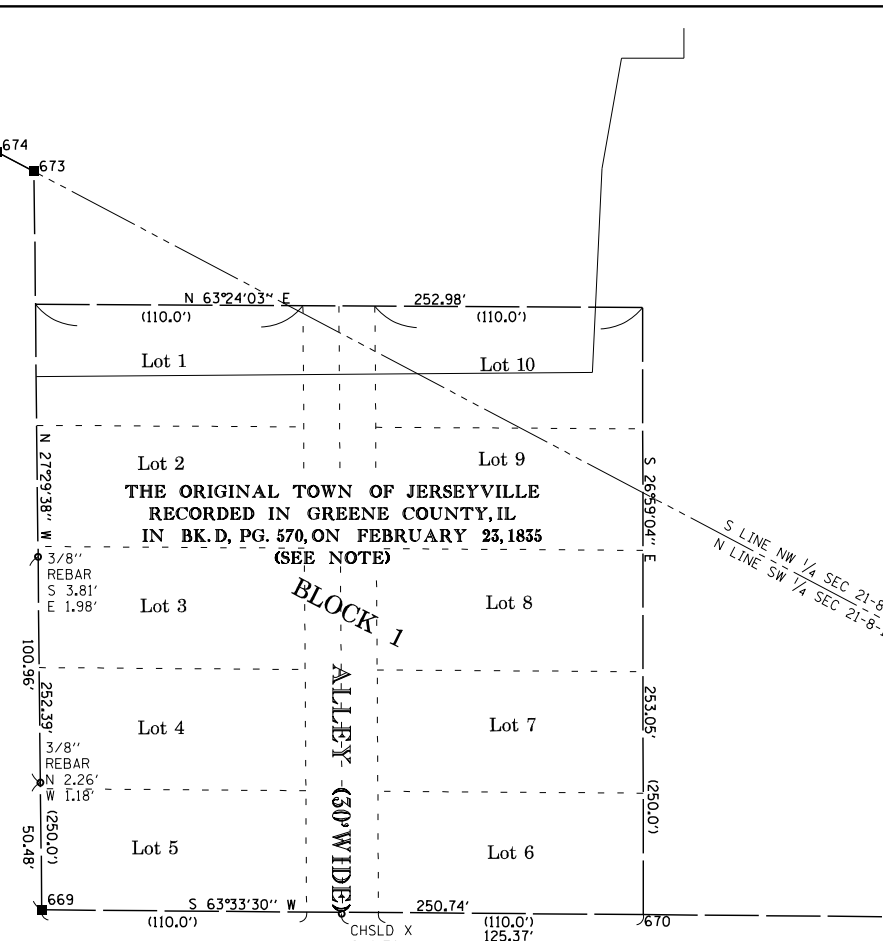 674
673
N 63°24'03" E 252.98'
(110.0') (110.0')
Lot 1 Lot 10
N 27°29'38" W
S 26°59'04" E
Lot 2 Lot 9
THE ORIGINAL TOWN OF JERSEYVILLE
RECORDED IN GREENE COUNTY, IL
IN BK. D, PG. 570, ON FEBRUARY 23, 1835
(SEE NOTE)
S LINE NW 1/4 SEC 21-8
N LINE SW 1/4 SEC 21-8-
3/8"
REBAR
S 3.81'
E 1.98'
BLOCK 1
Lot 3 Lot 8
100.96'
252.39'
253.05'
ALLEY (30' WIDE)
Lot 4 Lot 7
3/8"
REBAR
N 2.26'
W 1.18'
(250.0')
(250.0')
50.48'
Lot 5 Lot 6
669
S 63°33'30" W 250.74'
670
(110.0') (110.0')
CHSLD X
125.37'